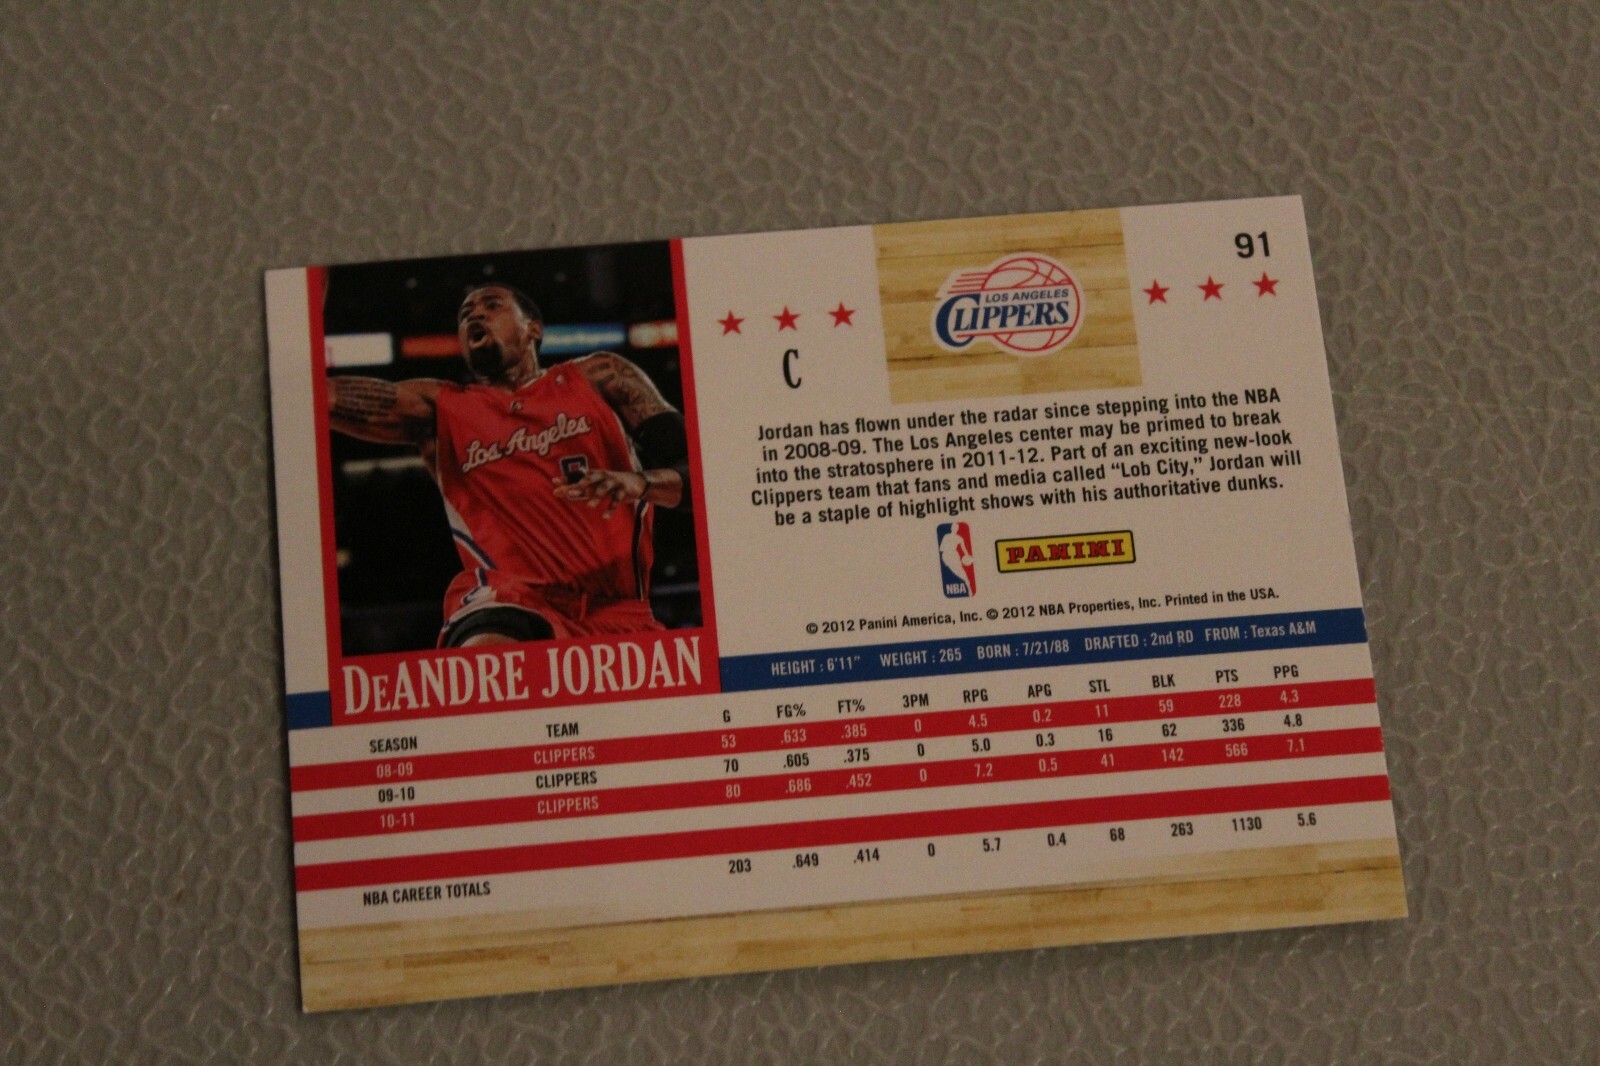 91
LOS ANGELES
CLIPPERS
C
Jordan has flown under the radar since stepping into the NBA
in 2008-09. The Los Angeles center may be primed to break
into the stratosphere in 2011-12. Part of an exciting new-look
Clippers team that fans and media called “Lob City,” Jordan will
be a staple of highlight shows with his authoritative dunks.
Los Angeles
6
NBA
PANINI
© 2012 Panini America, Inc. © 2012 NBA Properties, Inc. Printed in the USA.
DeANDRE JORDAN
HEIGHT : 6'11" WEIGHT : 265 BORN : 7/21/88 DRAFTED : 2nd RD FROM : Texas A&M
SEASON TEAM G FG% FT% 3PM RPG APG STL BLK PTS PPG
08-09 CLIPPERS 53 .633 .385 0 4.5 0.2 11 59 228 4.3
09-10 CLIPPERS 70 .605 .375 0 5.0 0.3 16 62 336 4.8
10-11 CLIPPERS 80 .686 .452 0 7.2 0.5 41 142 566 7.1
NBA CAREER TOTALS 203 .649 .414 0 5.7 0.4 68 263 1130 5.6